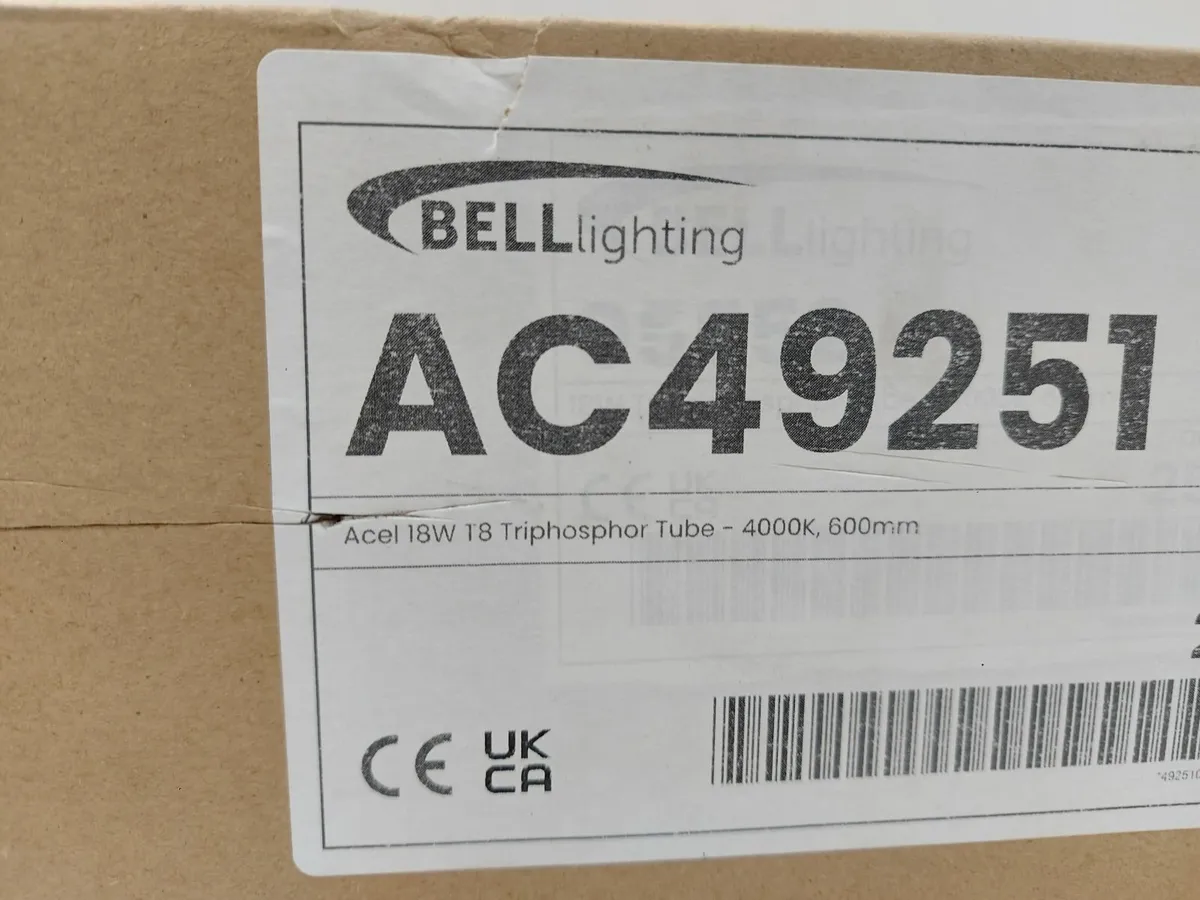 BELLlighting
AC49251
Acel 18W T8 Triphosphor Tube - 4000K, 600mm
CE UK
CA